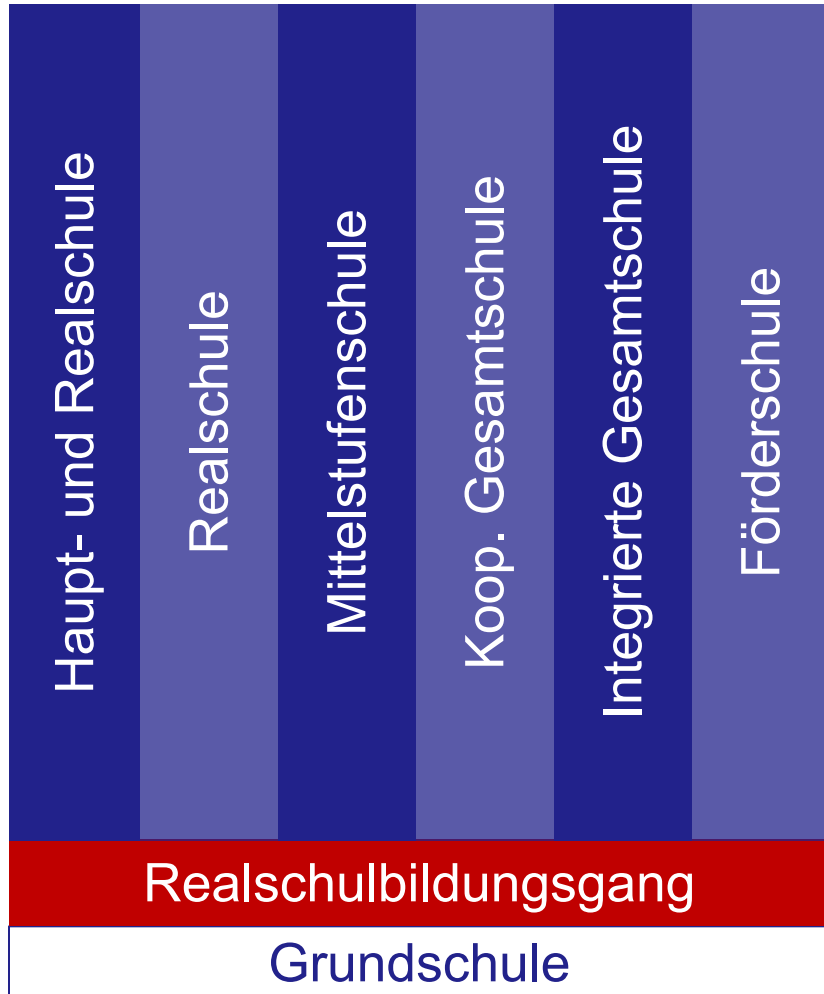 Haupt- und Realschule
Realschule
Mittelstufenschule
Koop. Gesamtschule
Integrierte Gesamtschule
Förderschule
Realschulbildungsgang
Grundschule